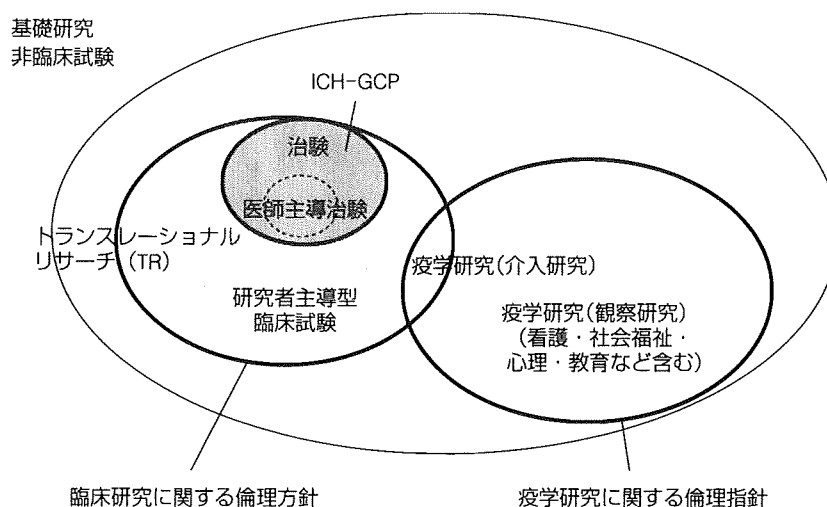 基礎研究
非臨床試験
ICH-GCP
治験
医師主導治験
トランスレーショナル
リサーチ（TR）
疫学研究(介入研究)
研究者主導型
臨床試験
疫学研究(観察研究)
(看護・社会福祉・
心理・教育など含む)
臨床研究に関する倫理方針
疫学研究に関する倫理指針